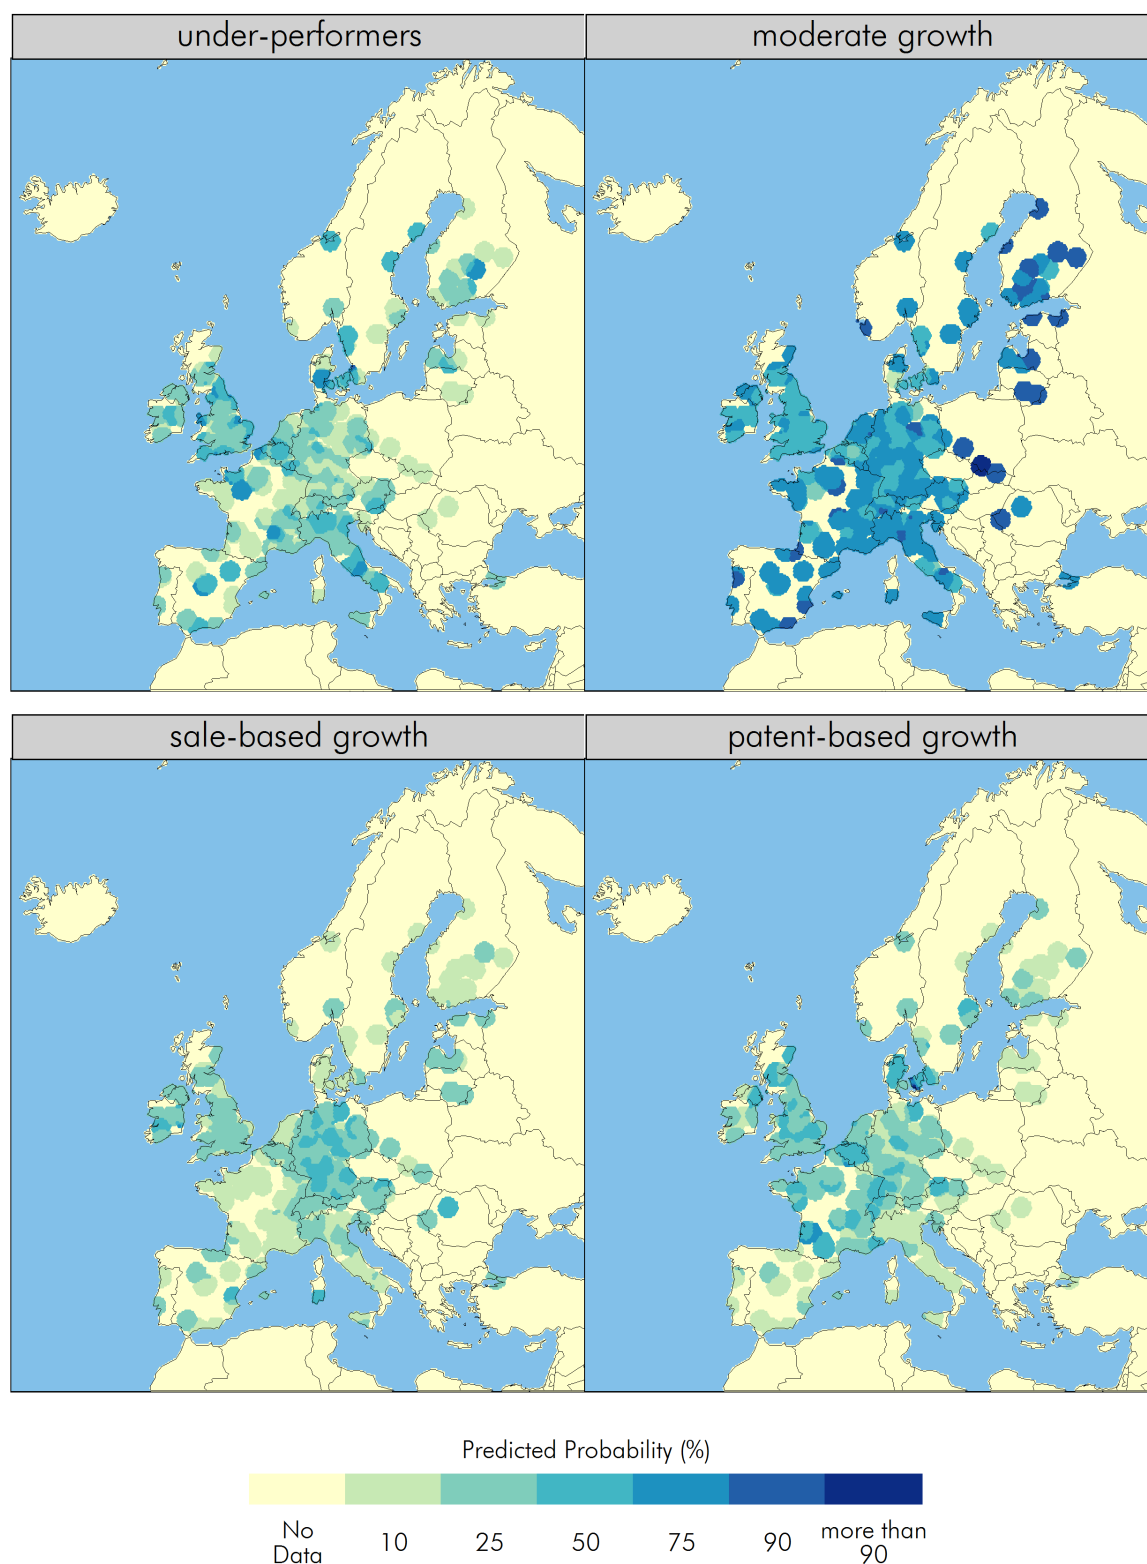 under-performers
moderate growth
sale-based growth
patent-based growth
Predicted Probability (%)
No Data
10
25
50
75
90
more than 90